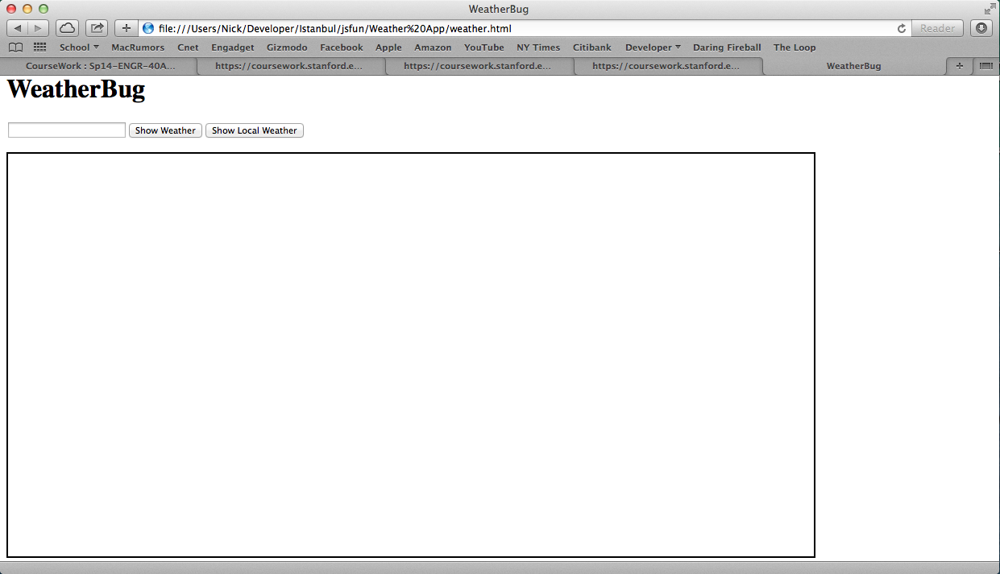 WeatherBug
file:///Users/Nick/Developer/Istanbul/jsfun/Weather%20App/weather.html
Reader
School MacRumors Cnet Engadget Gizmodo Facebook Apple Amazon YouTube NY Times Citibank Developer Daring Fireball The Loop
CourseWork : Sp14-ENGR-40A... https://coursework.stanford.e... https://coursework.stanford.e... https://coursework.stanford.e... WeatherBug
WeatherBug
Show Weather Show Local Weather